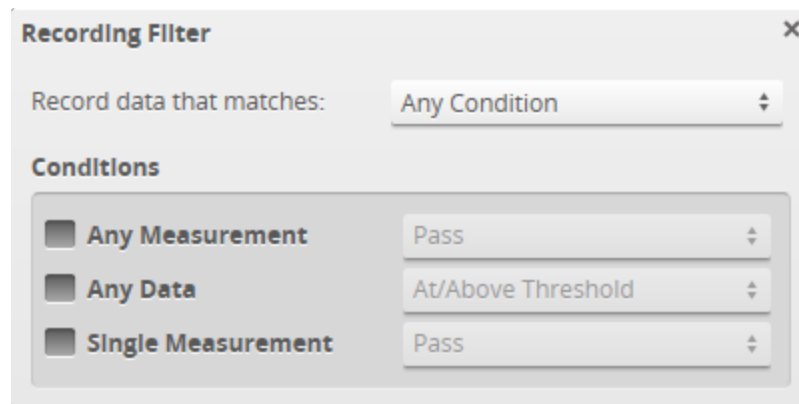 Recording Filter ×
Record data that matches: Any Condition
Conditions
Any Measurement Pass
Any Data At/Above Threshold
Single Measurement Pass